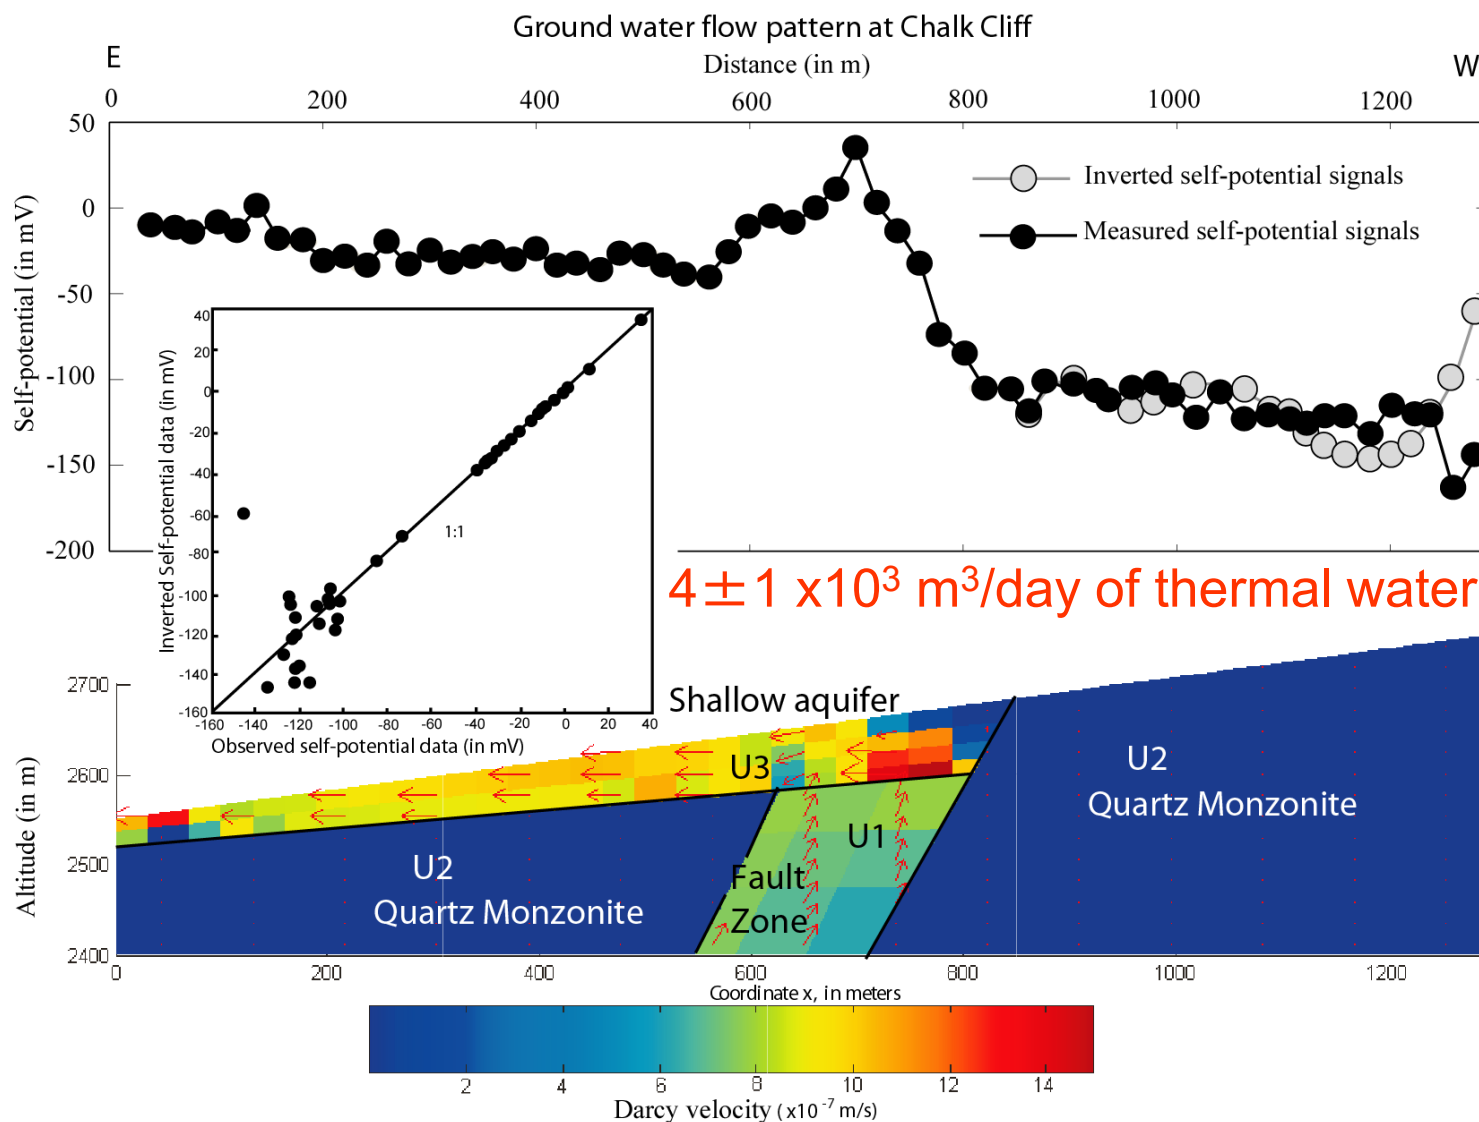 Ground water flow pattern at Chalk Cliff
E
Distance (in m)
W
0 200 400 600 800 1000 1200
50
0
-50
-100
-150
-200
Self-potential (in mV)
Inverted self-potential signals
Measured self-potential signals
40
20
0
-20
-40
-60
-80
-100
-120
-140
-160
Inverted Self-potential data (in mV)
1:1
-160 -140 -120 -100 -80 -60 -40 -20 0 20 40
Observed self-potential data (in mV)
4±1 x10³ m³/day of thermal water
2700
2600
2500
2400
Altitude (in m)
Shallow aquifer
U3
U2
Quartz Monzonite
U1
Fault
Zone
U2
Quartz Monzonite
0 200 400 600 800 1000 1200
Coordinate x, in meters
2 4 6 8 10 12 14
Darcy velocity (x10⁻⁷ m/s)